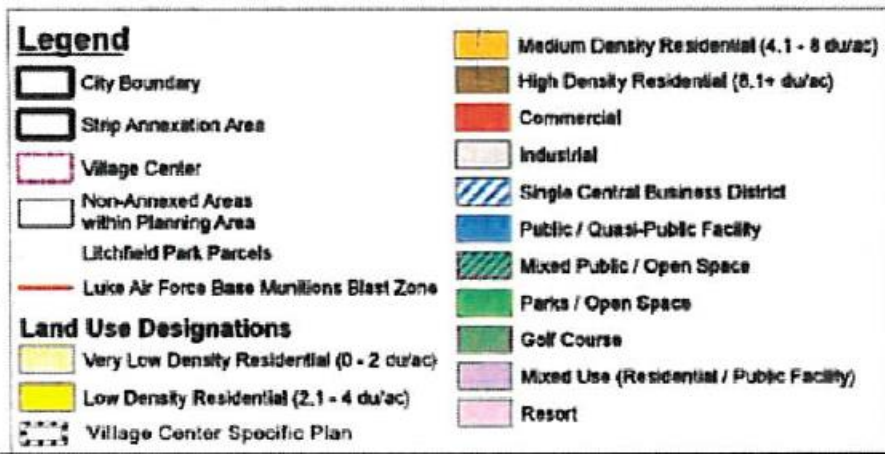 Legend
City Boundary
Strip Annexation Area
Village Center
Non-Annexed Areas
within Planning Area
Litchfield Park Parcels
Luke Air Force Base Munitions Blast Zone
Land Use Designations
Very Low Density Residential (0 - 2 du/ac)
Low Density Residential (2.1 - 4 du/ac)
Village Center Specific Plan
Medium Density Residential (4.1 - 8 du/ac)
High Density Residential (8.1+ du/ac)
Commercial
Industrial
Single Central Business District
Public / Quasi-Public Facility
Mixed Public / Open Space
Parks / Open Space
Golf Course
Mixed Use (Residential / Public Facility)
Resort